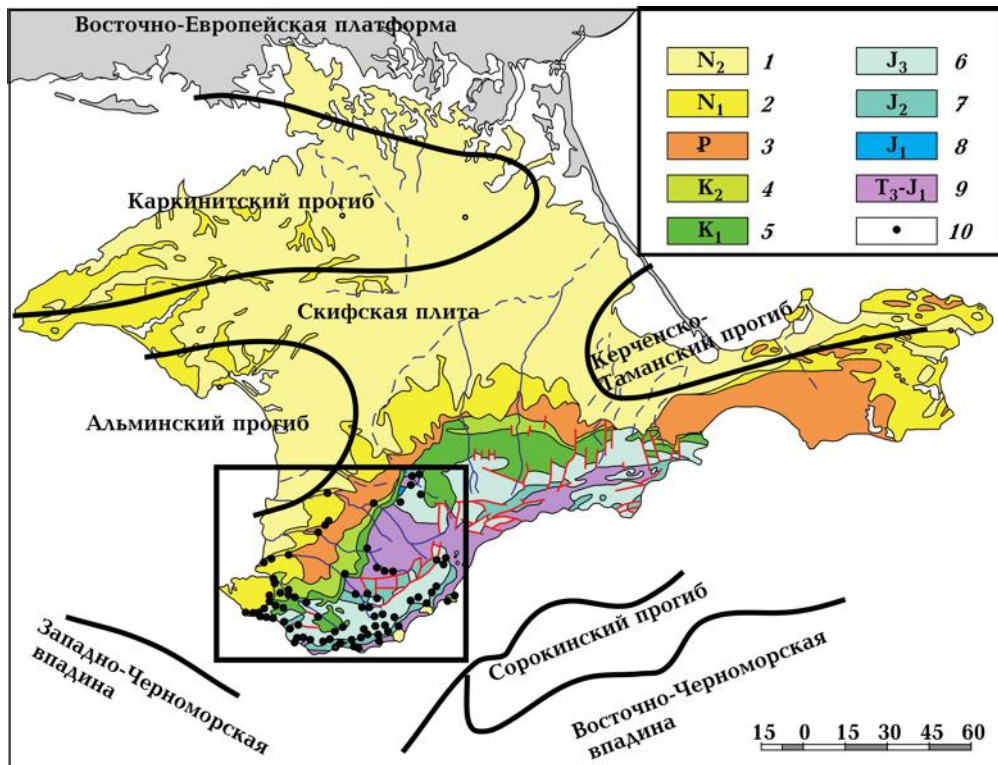 Восточно-Европейская платформа
N₂ 1
N₁ 2
₽ 3
K₂ 4
K₁ 5
J₃ 6
J₂ 7
J₁ 8
T₃-J₁ 9
10
Каркинитский прогиб
Скифская плита
Керченско-
Таманский прогиб
Альминский прогиб
Западно-Черноморская
впадина
Сорокинский прогиб
Восточно-Черноморская
впадина
15 0 15 30 45 60